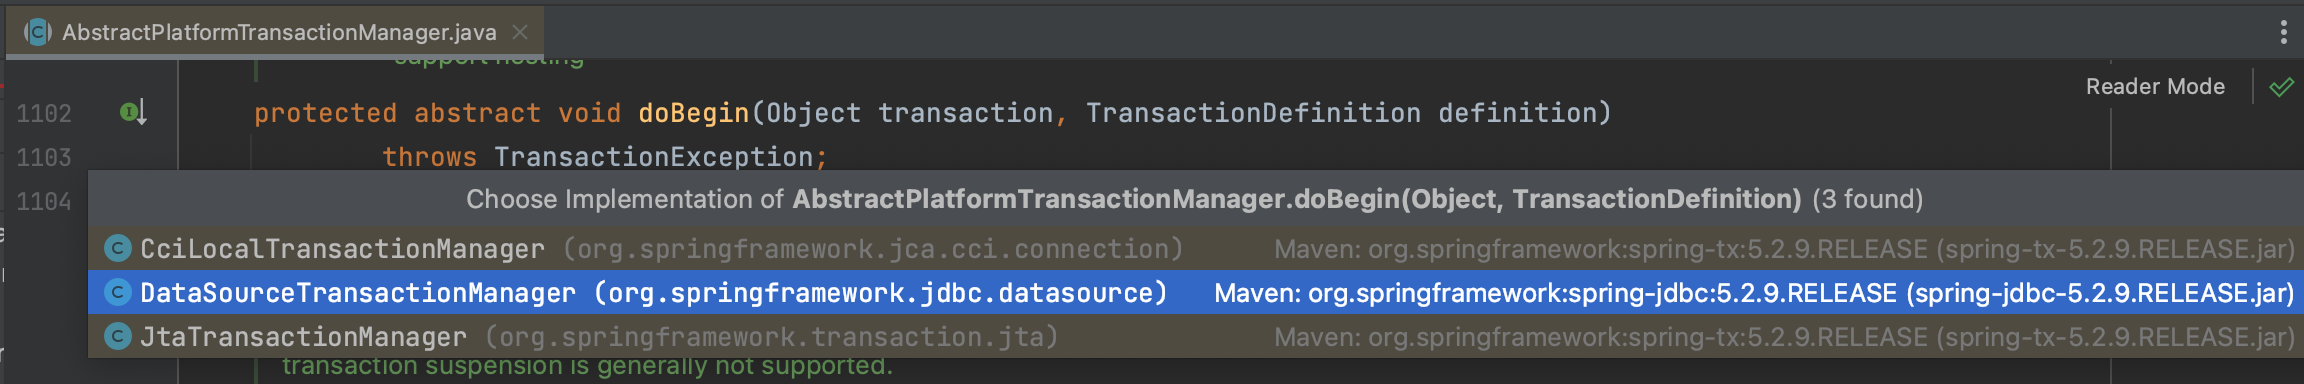 AbstractPlatformTransactionManager.java
support nesting
Reader Mode
1102 protected abstract void doBegin(Object transaction, TransactionDefinition definition)
1103 throws TransactionException;
1104
Choose Implementation of AbstractPlatformTransactionManager.doBegin(Object, TransactionDefinition) (3 found)
CciLocalTransactionManager (org.springframework.jca.cci.connection) Maven: org.springframework:spring-tx:5.2.9.RELEASE (spring-tx-5.2.9.RELEASE.jar)
DataSourceTransactionManager (org.springframework.jdbc.datasource) Maven: org.springframework:spring-jdbc:5.2.9.RELEASE (spring-jdbc-5.2.9.RELEASE.jar)
JtaTransactionManager (org.springframework.transaction.jta) Maven: org.springframework:spring-tx:5.2.9.RELEASE (spring-tx-5.2.9.RELEASE.jar)
transaction suspension is generally not supported.